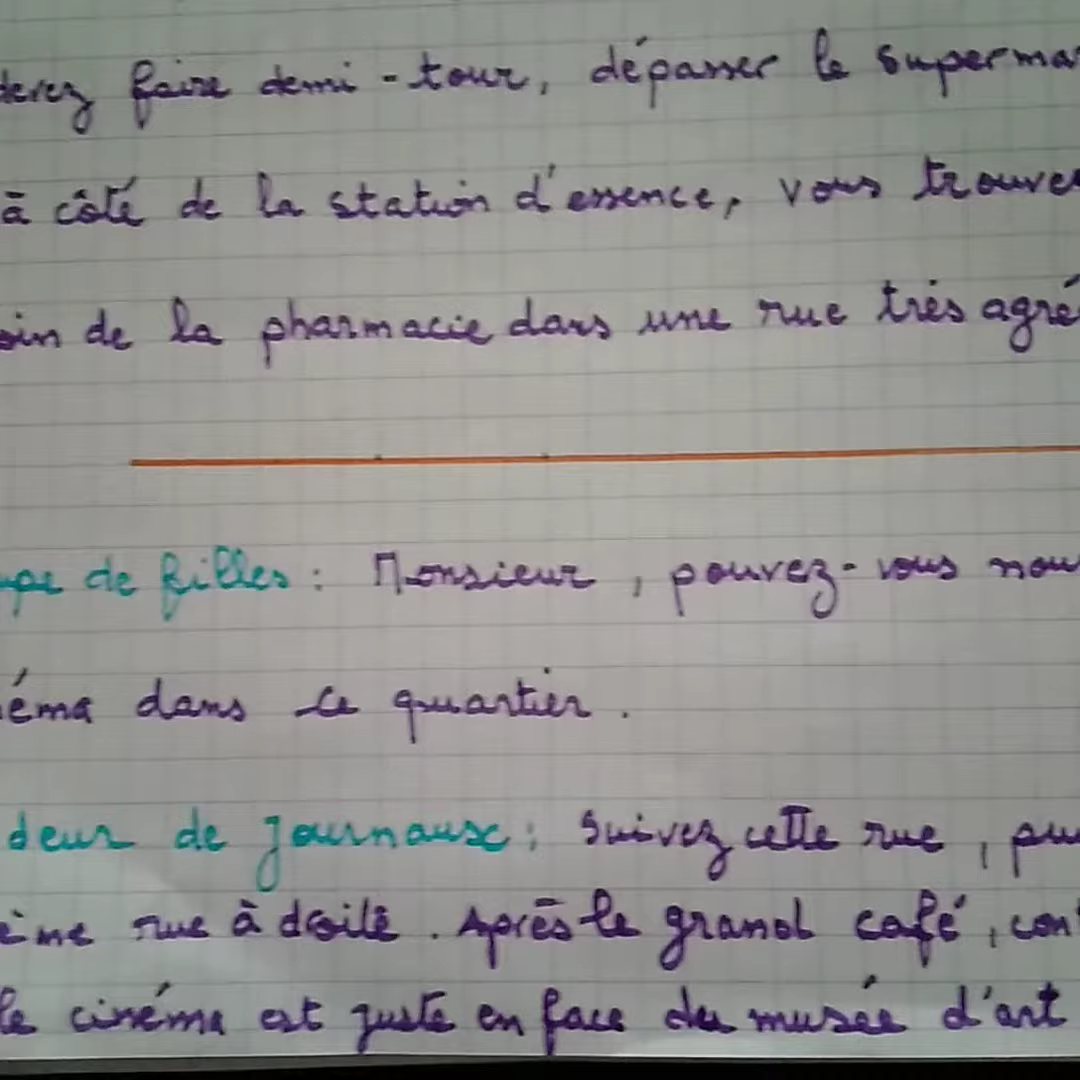 devez faire demi-tour, dépasser le superma
à côté de la station d'essence, vous trouve
oin de la pharmacie dans une rue très agré
upe de filles : Monsieur, pouvez-vous nou
éma dans ce quartier.
deur de journaux : Suivez cette rue, pu
ème rue à droite. Après le grand café, con
le cinéma est juste en face du musée d'art